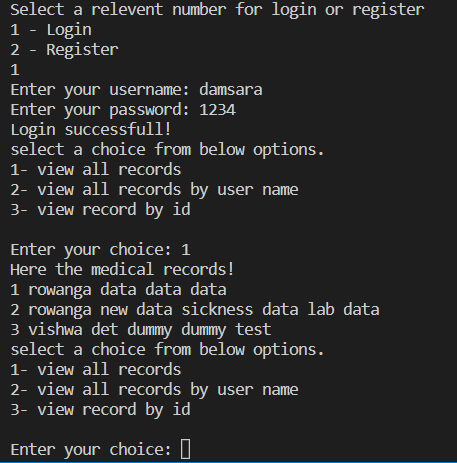 Select a relevent number for login or register
1 - Login
2 - Register
1
Enter your username: damsara
Enter your password: 1234
Login successfull!
select a choice from below options.
1- view all records
2- view all records by user name
3- view record by id
Enter your choice: 1
Here the medical records!
1 rowanga data data data
2 rowanga new data sickness data lab data
3 vishwa det dummy dummy test
select a choice from below options.
1- view all records
2- view all records by user name
3- view record by id
Enter your choice: